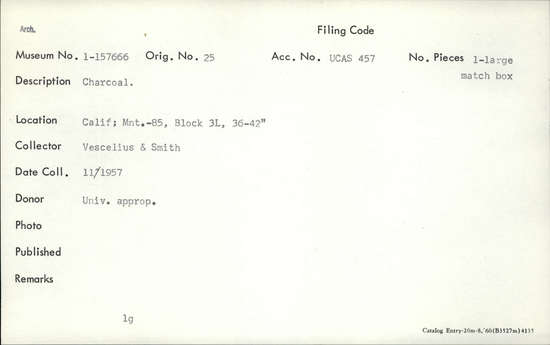 Arch. Filing Code
Museum No. 1-157666 Orig. No. 25 Acc. No. UCAS 457 No. Pieces 1-large
match box
Description Charcoal.
Location Calif; Mnt.-85, Block 3L, 36-42"
Collector Vescelius & Smith
Date Coll. 11/1957
Donor Univ. approp.
Photo
Published
Remarks
lg
Catalog Entry-20m-8,'60(B3527m)4135